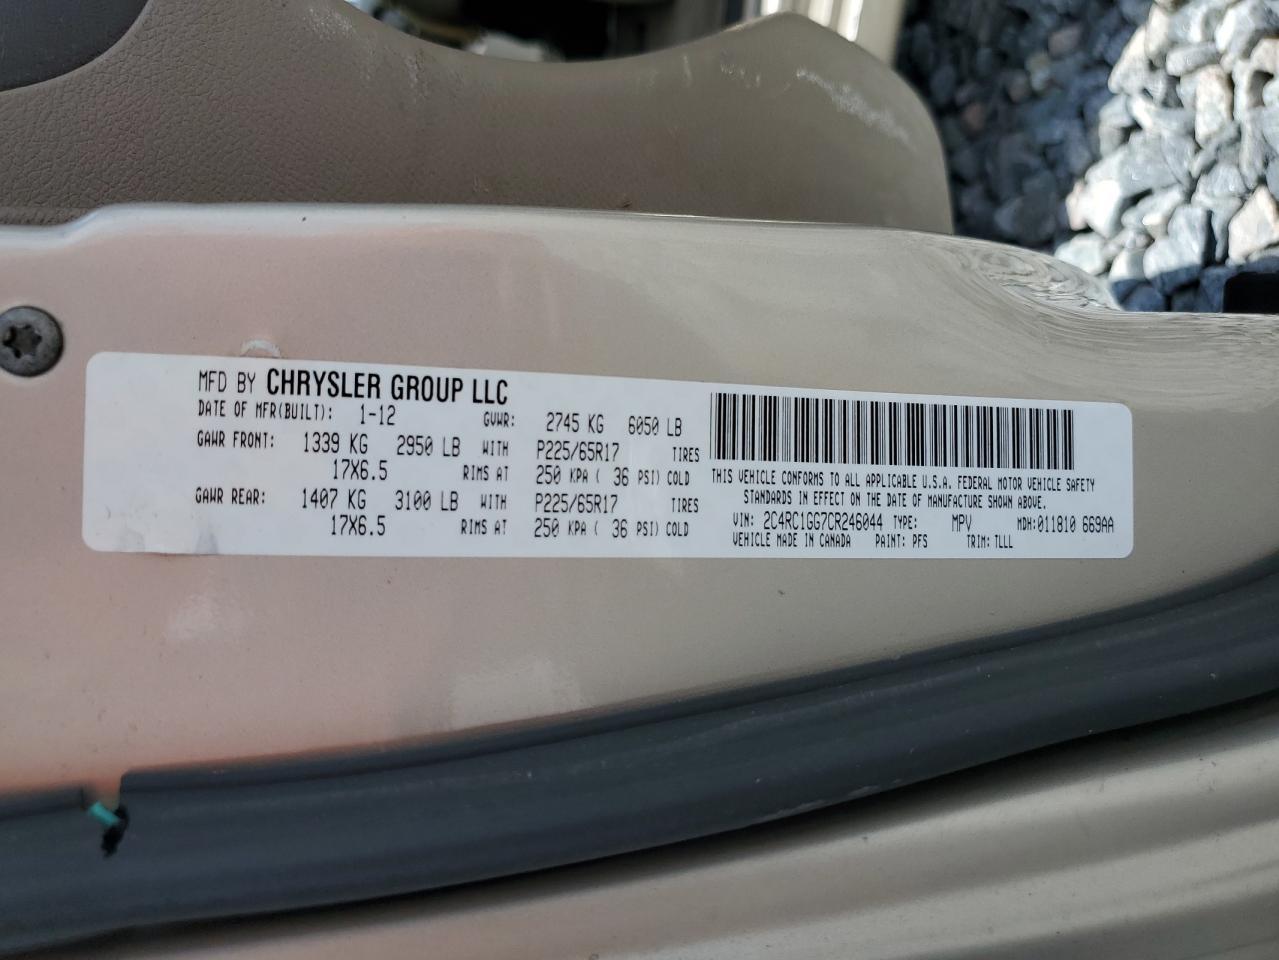 MFD BY CHRYSLER GROUP LLC
DATE OF MFR(BUILT): 1-12 GVWR: 2745 KG 6050 LB
GAWR FRONT: 1339 KG 2950 LB WITH P225/65R17 TIRES
17X6.5 RIMS AT 250 KPA ( 36 PSI) COLD
GAWR REAR: 1407 KG 3100 LB WITH P225/65R17 TIRES
17X6.5 RIMS AT 250 KPA ( 36 PSI) COLD
THIS VEHICLE CONFORMS TO ALL APPLICABLE U.S.A. FEDERAL MOTOR VEHICLE SAFETY
STANDARDS IN EFFECT ON THE DATE OF MANUFACTURE SHOWN ABOVE.
VIN: 2C4RC1GG7CR246044 TYPE: MPV MDH:011810 669AA
VEHICLE MADE IN CANADA PAINT: PFS TRIM: TLLL